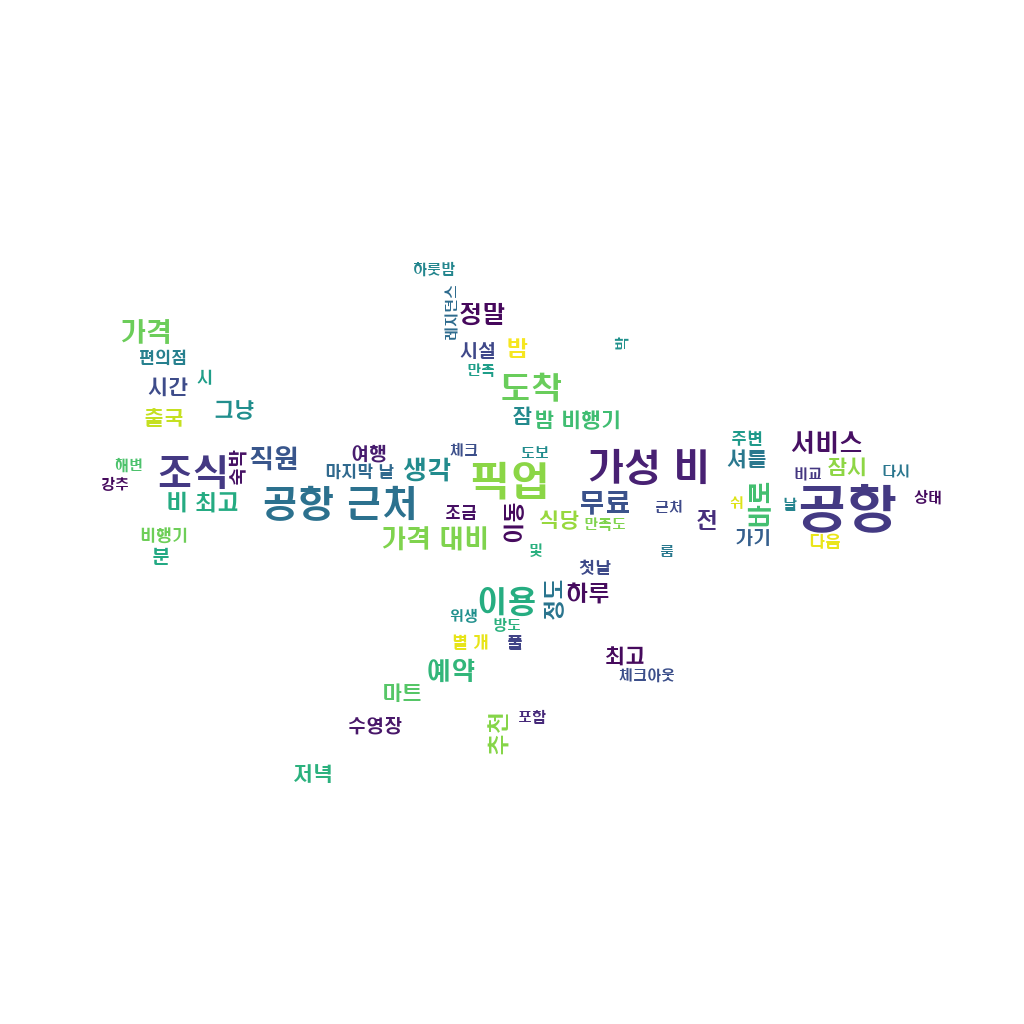 하룻밤
레지던스
정말
가격
편의점
시설
밤
박
시간
시
만족
도착
출국
그냥
잠
밤 비행기
해변
강추
조식
숙박
직원
여행
마지막 날
체크
생각
도보
픽업
가성 비
주변
셔틀
서비스
비교
잠시
다시
비 최고
공항 근처
조금
이동
식당
무료
만족도
근처
전
쉬
바로
날
공항
상태
비행기
분
가격 대비
및
룸
가기
다음
첫날
이용
정도
하루
위생
방도
별 개
풀
최고
체크아웃
예약
마트
수영장
추천
포함
저녁